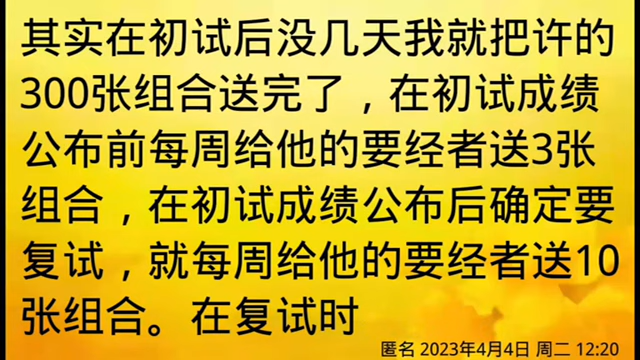 其实在初试后没几天我就把许的
300张组合送完了，在初试成绩
公布前每周给他的要经者送3张
组合，在初试成绩公布后确定要
复试，就每周给他的要经者送10
张组合。在复试时
匿名 2023年4月4日 周二 12:20